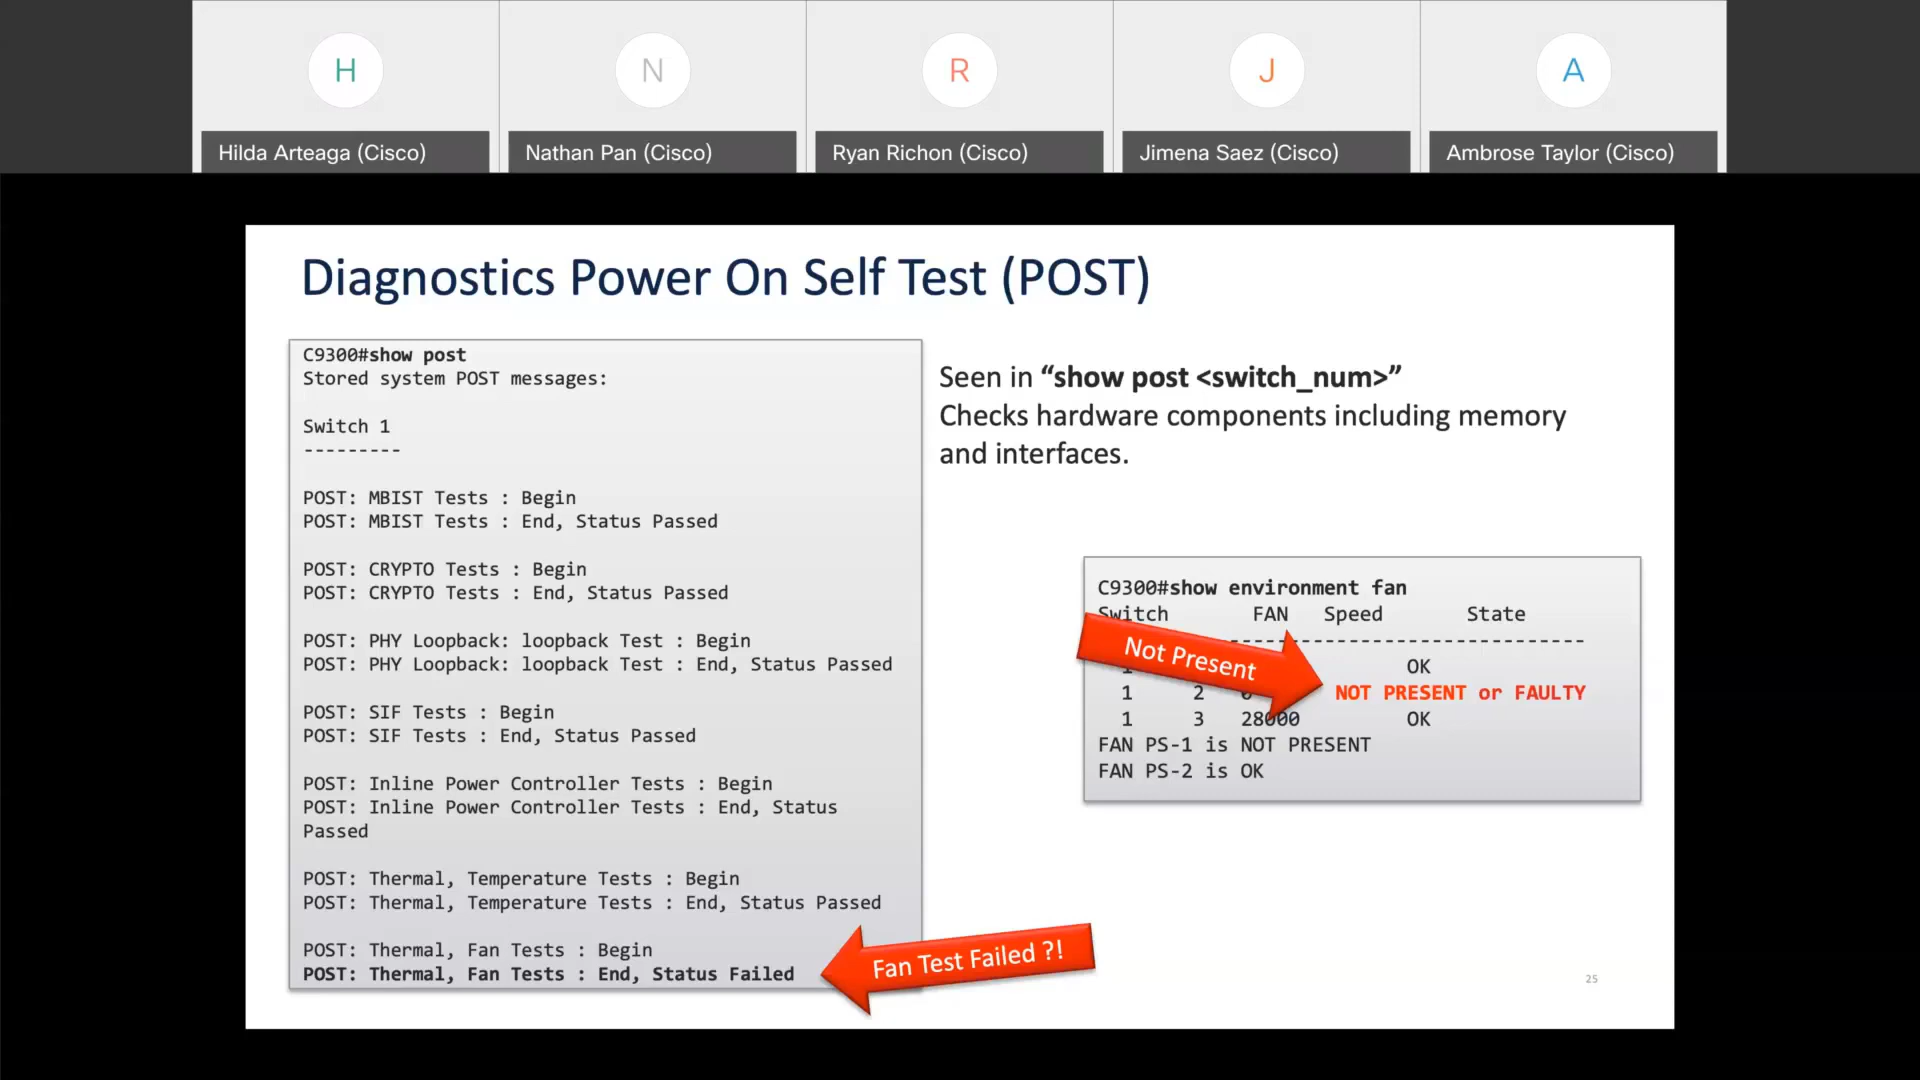 H
N
R
J
A
Hilda Arteaga (Cisco)
Nathan Pan (Cisco)
Ryan Richon (Cisco)
Jimena Saez (Cisco)
Ambrose Taylor (Cisco)
Diagnostics Power On Self Test (POST)
C9300#show post
Stored system POST messages:
Switch 1
---------
POST: MBIST Tests : Begin
POST: MBIST Tests : End, Status Passed
POST: CRYPTO Tests : Begin
POST: CRYPTO Tests : End, Status Passed
POST: PHY Loopback: loopback Test : Begin
POST: PHY Loopback: loopback Test : End, Status Passed
POST: SIF Tests : Begin
POST: SIF Tests : End, Status Passed
POST: Inline Power Controller Tests : Begin
POST: Inline Power Controller Tests : End, Status
Passed
POST: Thermal, Temperature Tests : Begin
POST: Thermal, Temperature Tests : End, Status Passed
POST: Thermal, Fan Tests : Begin
POST: Thermal, Fan Tests : End, Status Failed
Fan Test Failed ?!
Seen in “show post <switch_num>”
Checks hardware components including memory
and interfaces.
C9300#show environment fan
Switch FAN Speed State
------------------------------
Not Present
1 OK
1 2 0 NOT PRESENT or FAULTY
1 3 28000 OK
FAN PS-1 is NOT PRESENT
FAN PS-2 is OK
25